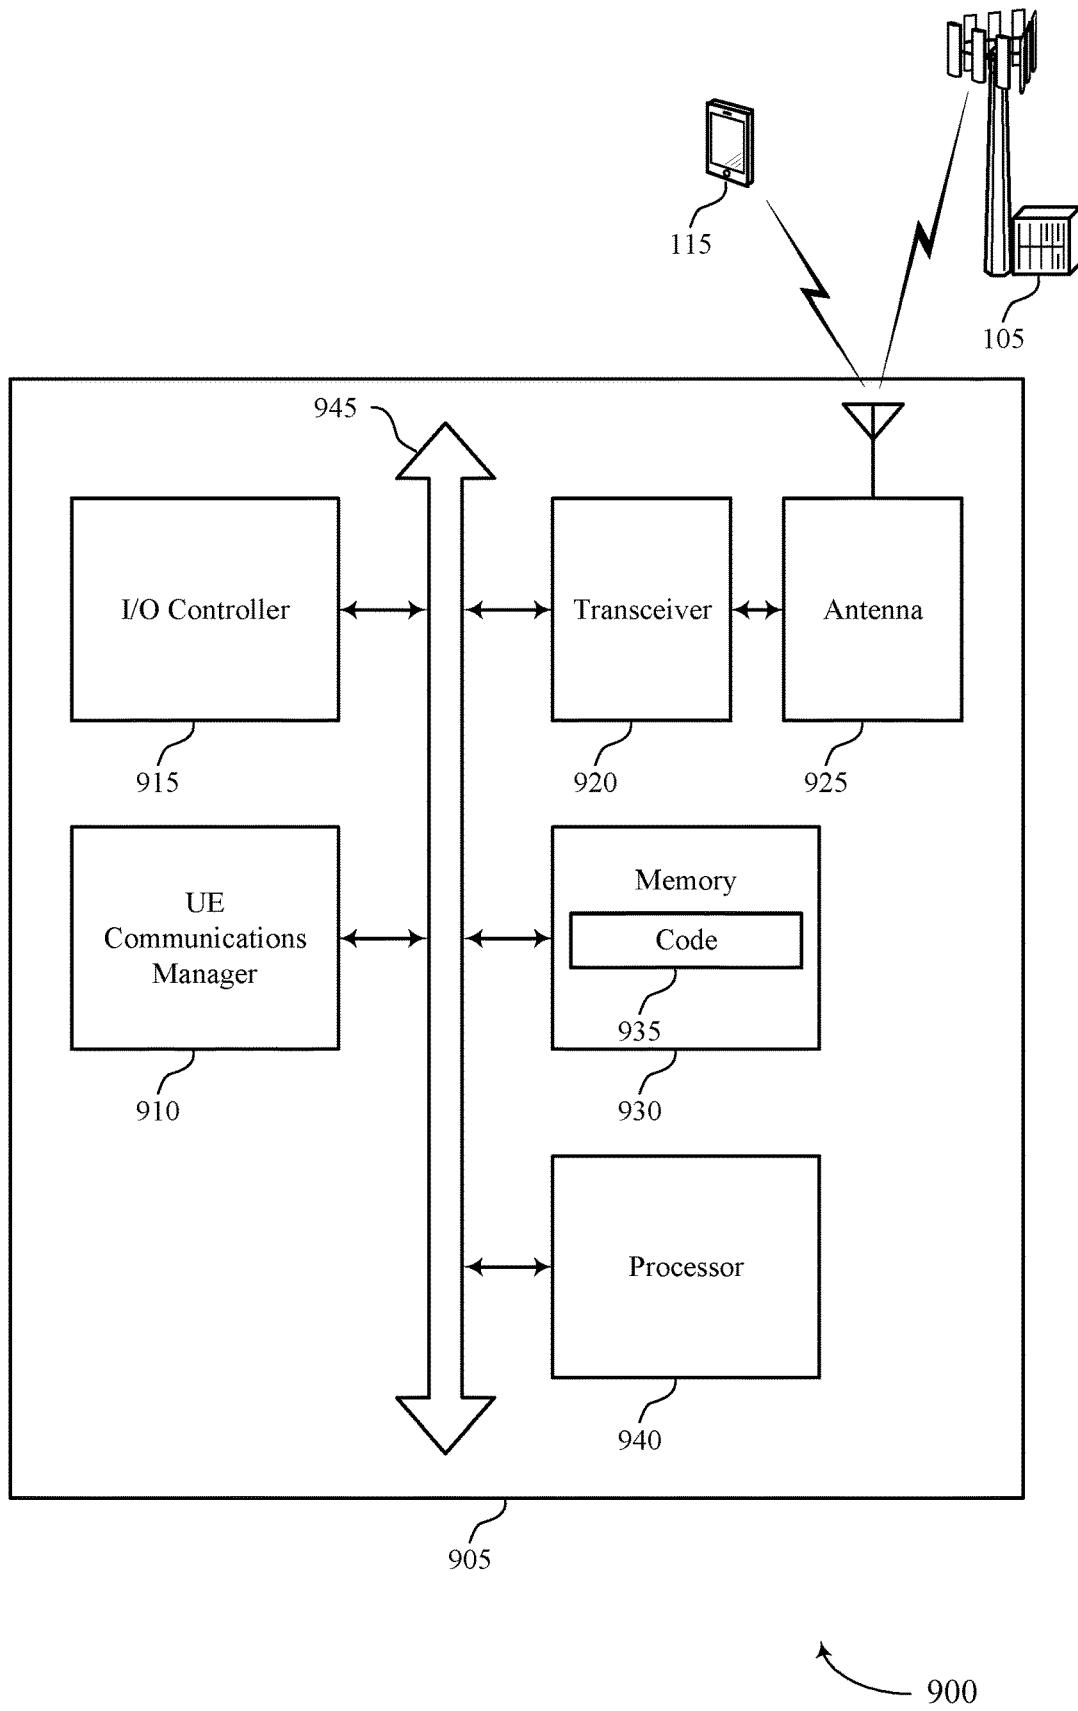 115
105
945
I/O Controller
Transceiver
Antenna
915
920
925
UE
Communications
Manager
Memory
Code
935
910
930
Processor
940
905
900